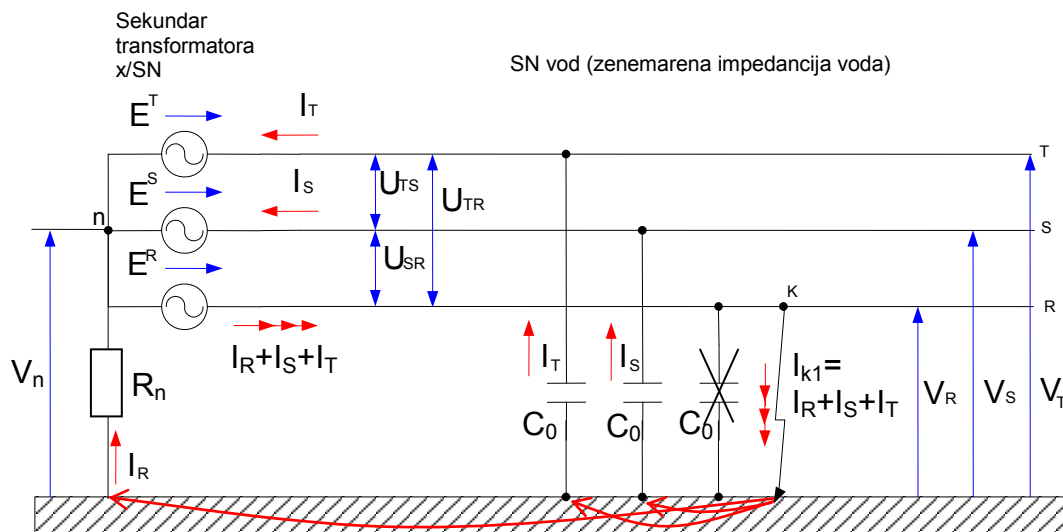 Sekundar
transformatora
x/SN
SN vod (zenemarena impedancija voda)
E^T
I_T
T
E^S
I_S
U_TS
U_TR
n
S
E^R
U_SR
K
R
I_R+I_S+I_T
V_n
R_n
I_T
I_S
I_k1=
I_R+I_S+I_T
V_R
V_S
V_T
C_0
C_0
C_0
I_R